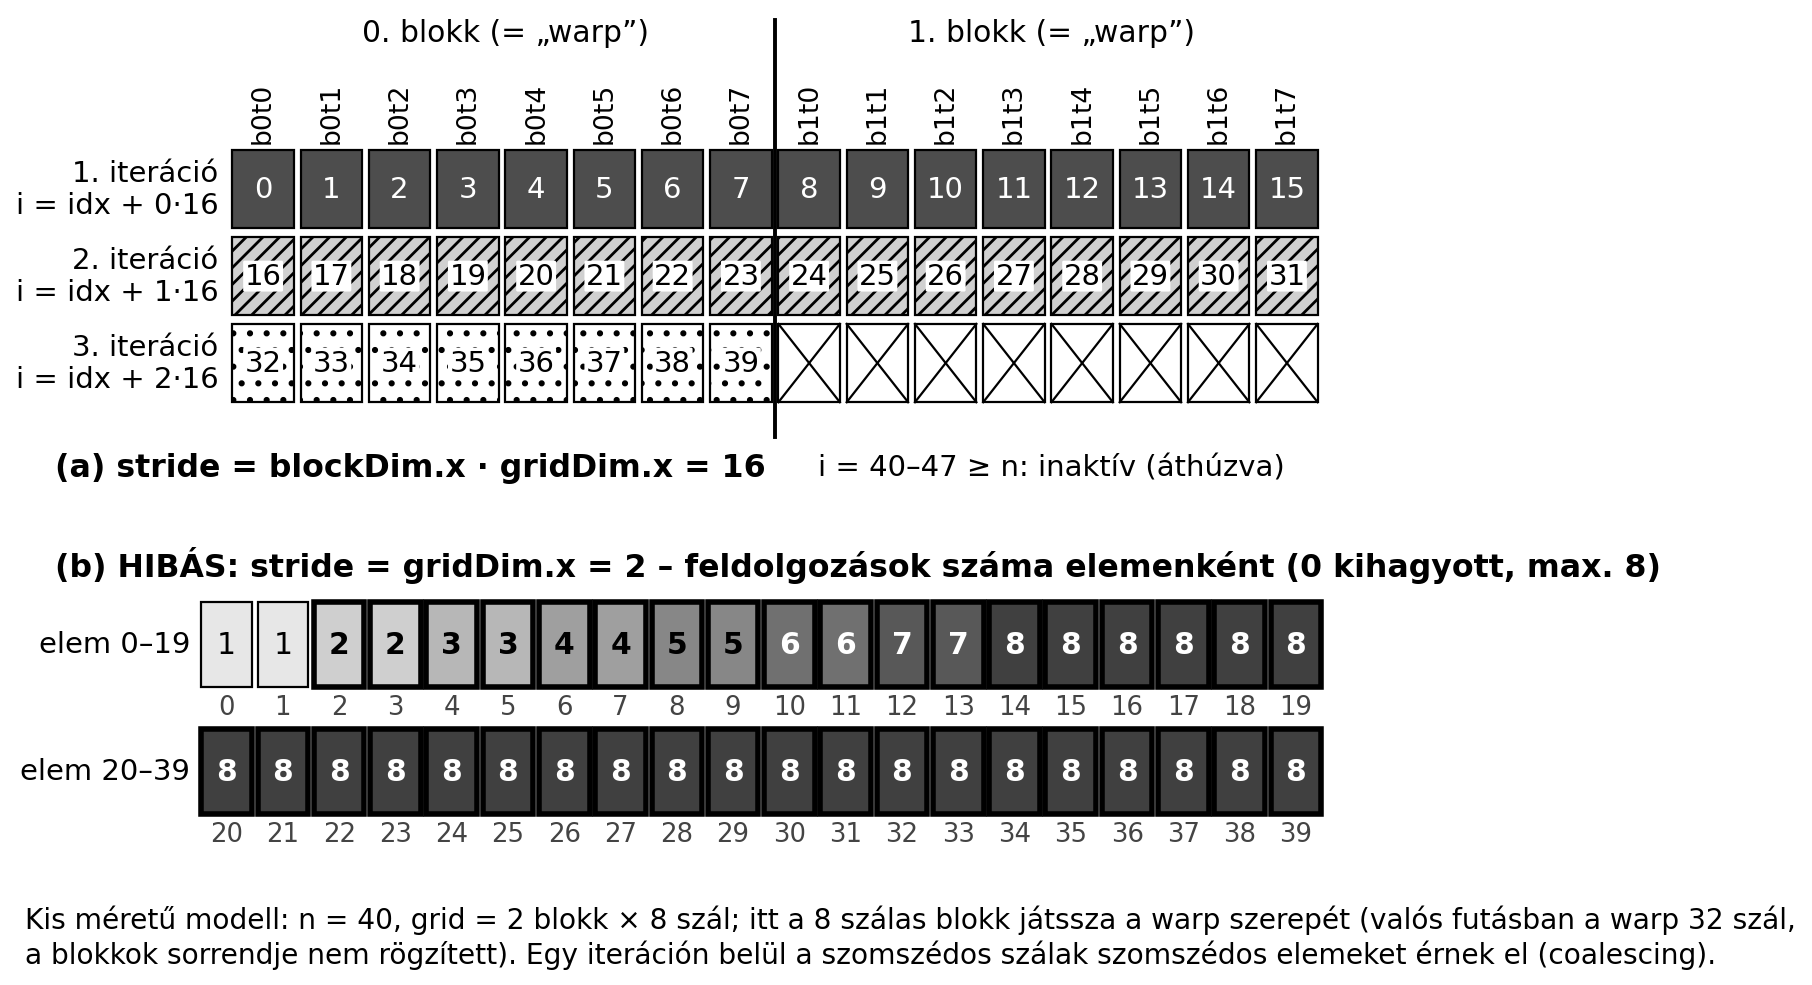 0. blokk (= „warp”) 1. blokk (= „warp”)
b0t0 b0t1 b0t2 b0t3 b0t4 b0t5 b0t6 b0t7 b1t0 b1t1 b1t2 b1t3 b1t4 b1t5 b1t6 b1t7
1. iteráció
i = idx + 0·16
0 1 2 3 4 5 6 7 8 9 10 11 12 13 14 15
2. iteráció
i = idx + 1·16
16 17 18 19 20 21 22 23 24 25 26 27 28 29 30 31
3. iteráció
i = idx + 2·16
32 33 34 35 36 37 38 39
(a) stride = blockDim.x · gridDim.x = 16 i = 40–47 ≥ n: inaktív (áthúzva)
(b) HIBÁS: stride = gridDim.x = 2 – feldolgozások száma elemenként (0 kihagyott, max. 8)
elem 0–19 1 1 2 2 3 3 4 4 5 5 6 6 7 7 8 8 8 8 8 8
0 1 2 3 4 5 6 7 8 9 10 11 12 13 14 15 16 17 18 19
elem 20–39 8 8 8 8 8 8 8 8 8 8 8 8 8 8 8 8 8 8 8 8
20 21 22 23 24 25 26 27 28 29 30 31 32 33 34 35 36 37 38 39
Kis méretű modell: n = 40, grid = 2 blokk × 8 szál; itt a 8 szálas blokk játssza a warp szerepét (valós futásban a warp 32 szál,
a blokkok sorrendje nem rögzített). Egy iteráción belül a szomszédos szálak szomszédos elemeket érnek el (coalescing).